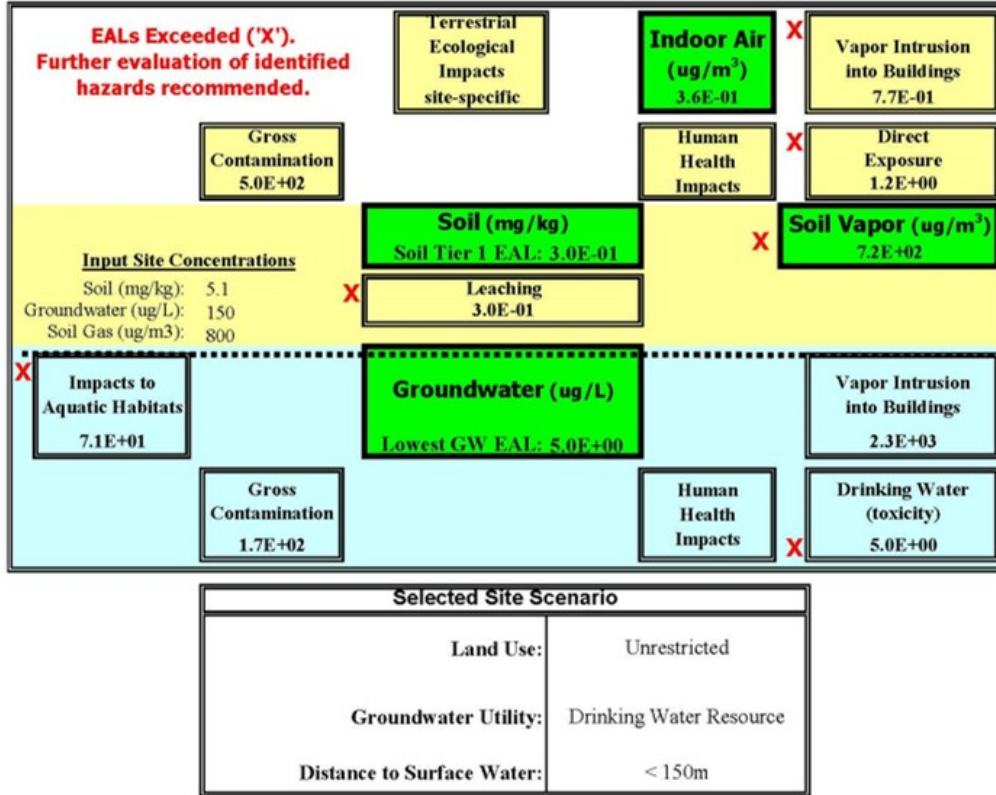 EALs Exceeded ('X').
Further evaluation of identified
hazards recommended.
Terrestrial
Ecological
Impacts
site-specific
Indoor Air
(ug/m³)
3.6E-01
X
Vapor Intrusion
into Buildings
7.7E-01
Gross
Contamination
5.0E+02
Human
Health
Impacts
X
Direct
Exposure
1.2E+00
Soil (mg/kg)
Soil Tier 1 EAL: 3.0E-01
X
Soil Vapor (ug/m³)
7.2E+02
Input Site Concentrations
Soil (mg/kg): 5.1
Groundwater (ug/L): 150
Soil Gas (ug/m3): 800
X
Leaching
3.0E-01
X
Impacts to
Aquatic Habitats
7.1E+01
Groundwater (ug/L)
Lowest GW EAL: 5.0E+00
Vapor Intrusion
into Buildings
2.3E+03
Gross
Contamination
1.7E+02
Human
Health
Impacts
X
Drinking Water
(toxicity)
5.0E+00
Selected Site Scenario
Land Use: Unrestricted
Groundwater Utility: Drinking Water Resource
Distance to Surface Water: < 150m